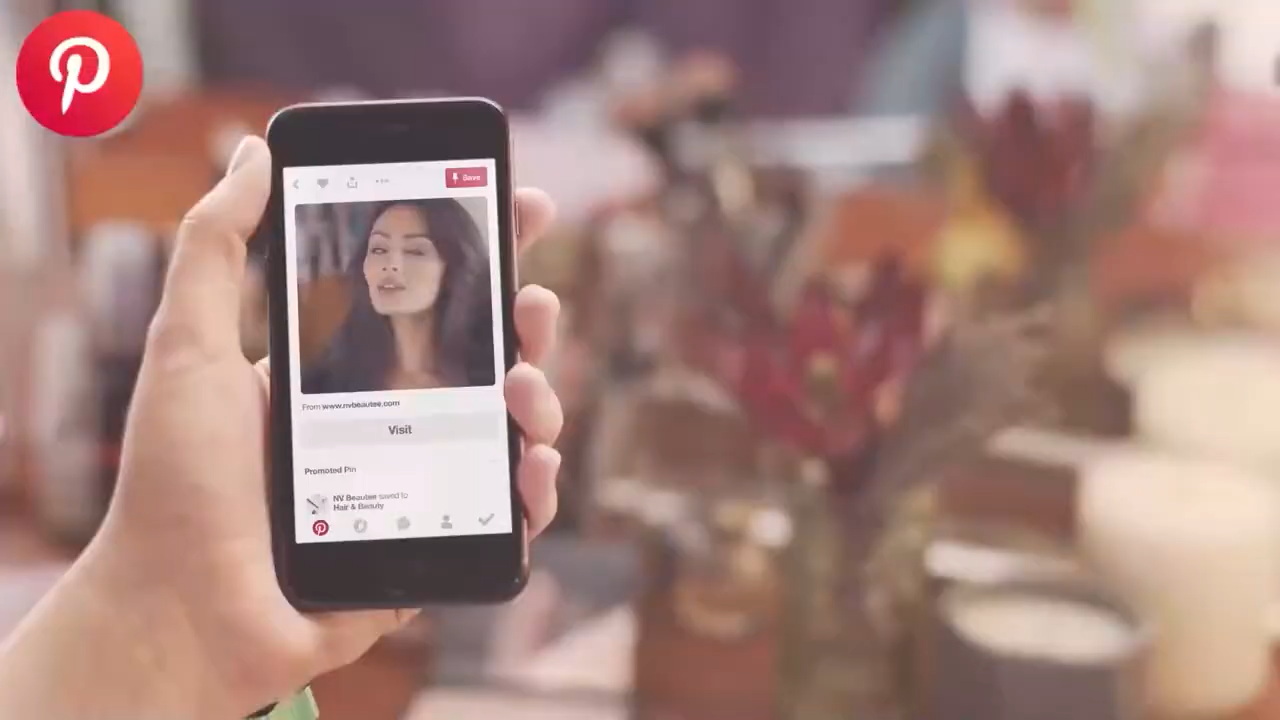 Save
From www.nvbeautee.com
Visit
Promoted Pin
NV Beautee saved to
Hair & Beauty